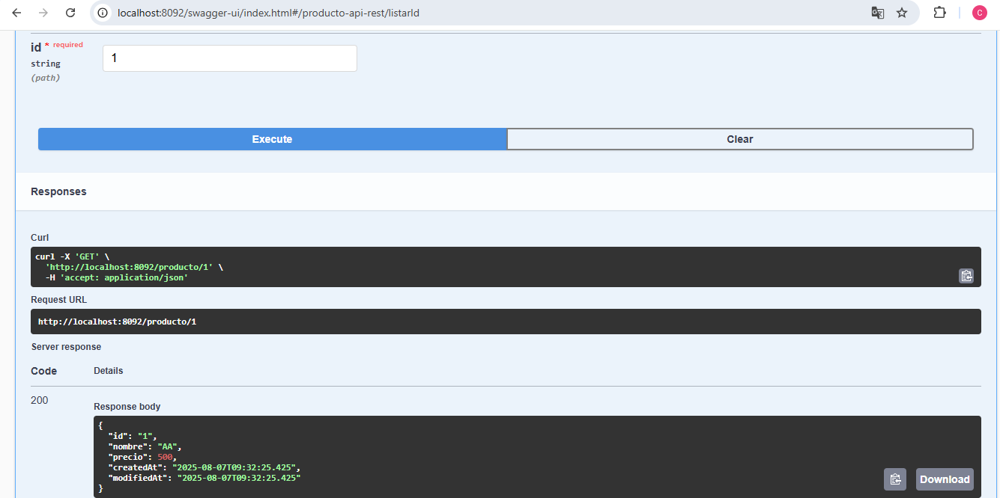 localhost:8092/swagger-ui/index.html#/producto-api-rest/listarId
C
id * required
string
(path)
1
Execute
Clear
Responses
Curl
curl -X 'GET' \
'http://localhost:8092/producto/1' \
-H 'accept: application/json'
Request URL
http://localhost:8092/producto/1
Server response
Code Details
200
Response body
{
"id": "1",
"nombre": "AA",
"precio": 500,
"createdAt": "2025-08-07T09:32:25.425",
"modifiedAt": "2025-08-07T09:32:25.425"
}
Download